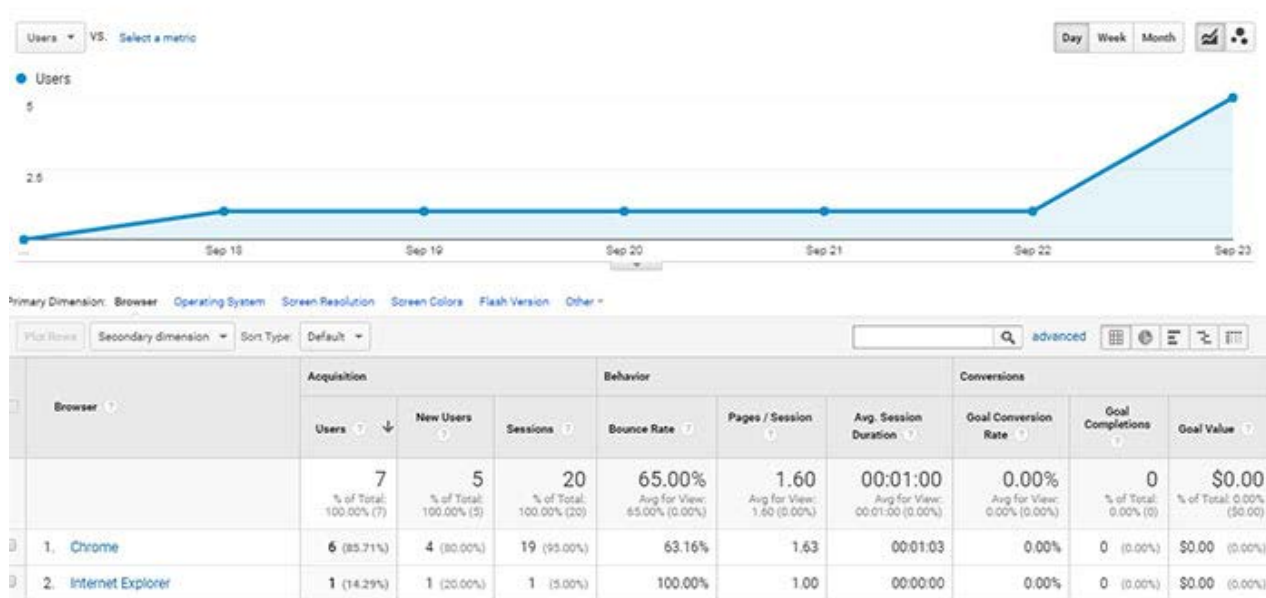 Users VS. Select a metric Day Week Month
Users
5
2.5
... Sep 18 Sep 19 Sep 20 Sep 21 Sep 22 Sep 23
Primary Dimension: Browser Operating System Screen Resolution Screen Colors Flash Version Other
Plot Rows Secondary dimension Sort Type: Default advanced
Acquisition Behavior Conversions
Browser ? Users ? New Users ? Sessions ? Bounce Rate ? Pages / Session ? Avg. Session Duration ? Goal Conversion Rate ? Goal Completions ? Goal Value ?
7 5 20 65.00% 1.60 00:01:00 0.00% 0 $0.00
% of Total: % of Total: % of Total: Avg for View: Avg for View: Avg for View: Avg for View: % of Total: % of Total: 0.00%
100.00% (7) 100.00% (5) 100.00% (20) 65.00% (0.00%) 1.60 (0.00%) 00:01:00 (0.00%) 0.00% (0.00%) 0.00% (0) ($0.00)
1. Chrome 6 (85.71%) 4 (80.00%) 19 (95.00%) 63.16% 1.63 00:01:03 0.00% 0 (0.00%) $0.00 (0.00%)
2. Internet Explorer 1 (14.29%) 1 (20.00%) 1 (5.00%) 100.00% 1.00 00:00:00 0.00% 0 (0.00%) $0.00 (0.00%)